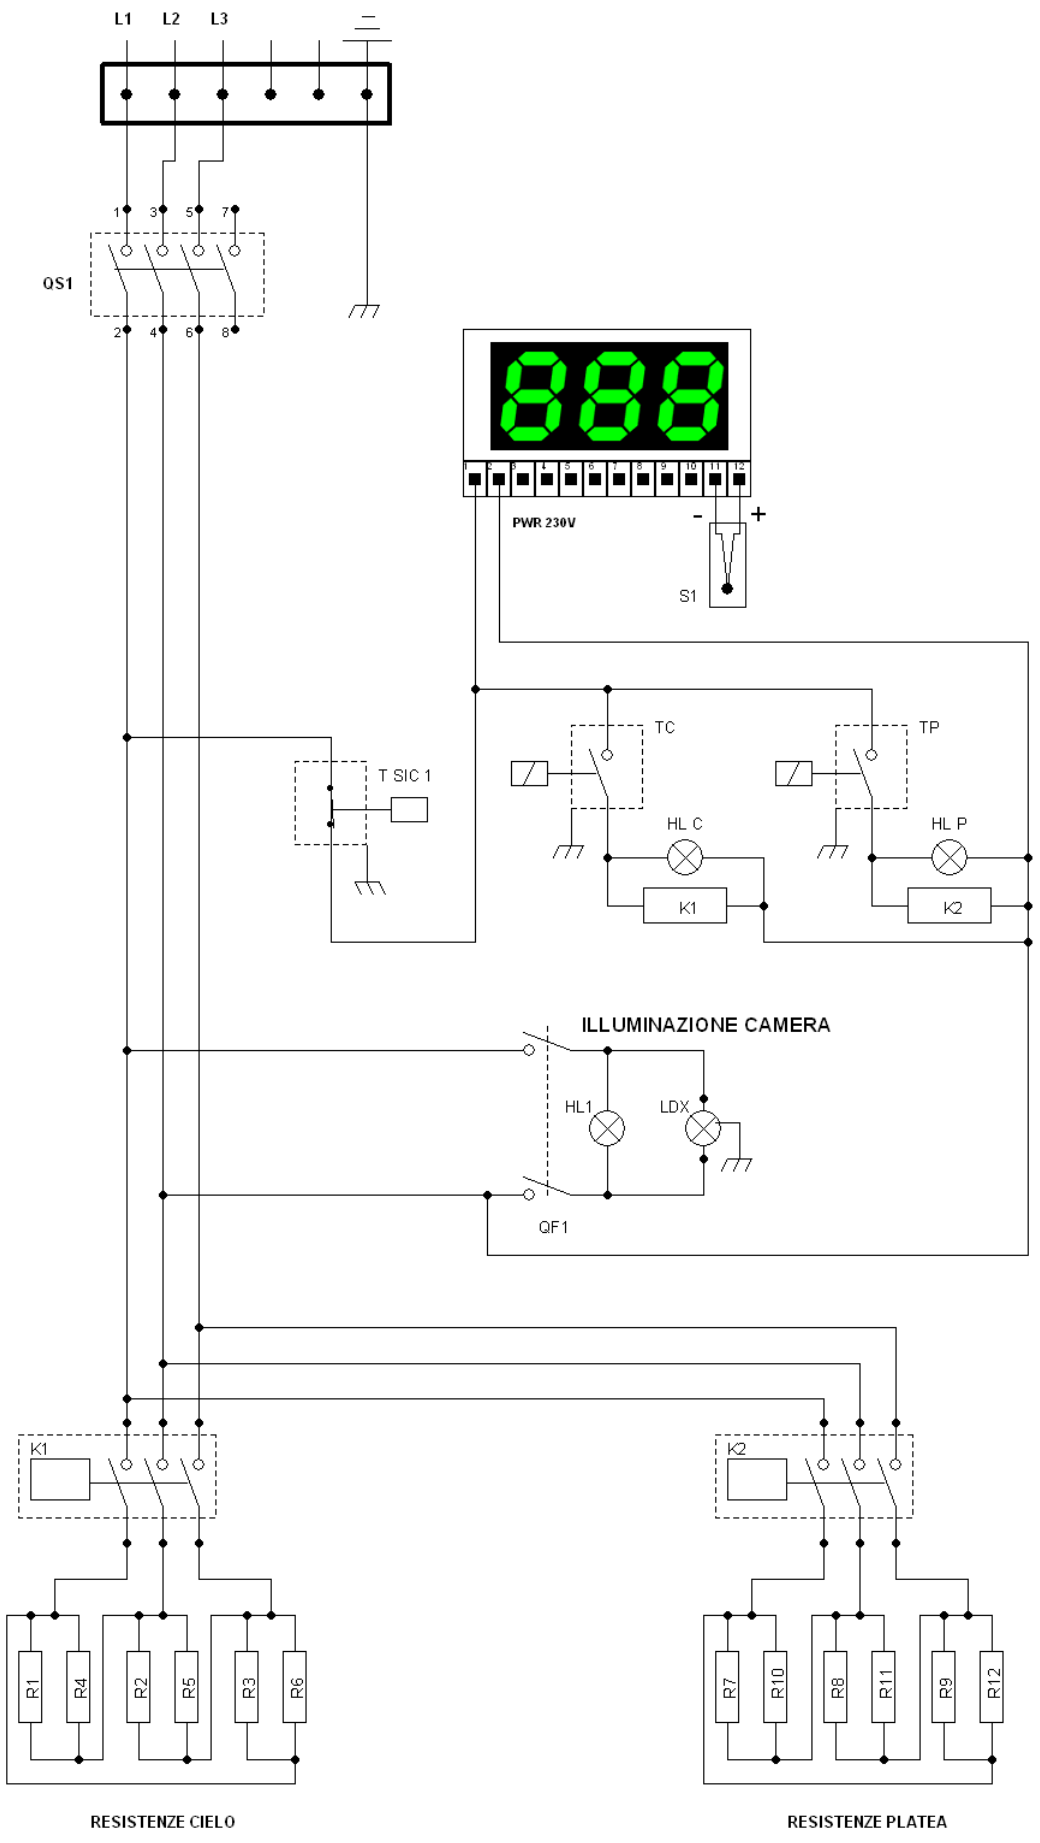 L1 L2 L3
1 3 5 7
QS1
2 4 6 8
888
1 2 3 4 5 6 7 8 9 10 11 12
PWR 230V
- +
S1
TC
TP
T SIC 1
HL C
HL P
K1
K2
ILLUMINAZIONE CAMERA
HL1
LDX
QF1
K1
K2
R1 R4 R2 R5 R3 R6
R7 R10 R8 R11 R9 R12
RESISTENZE CIELO
RESISTENZE PLATEA